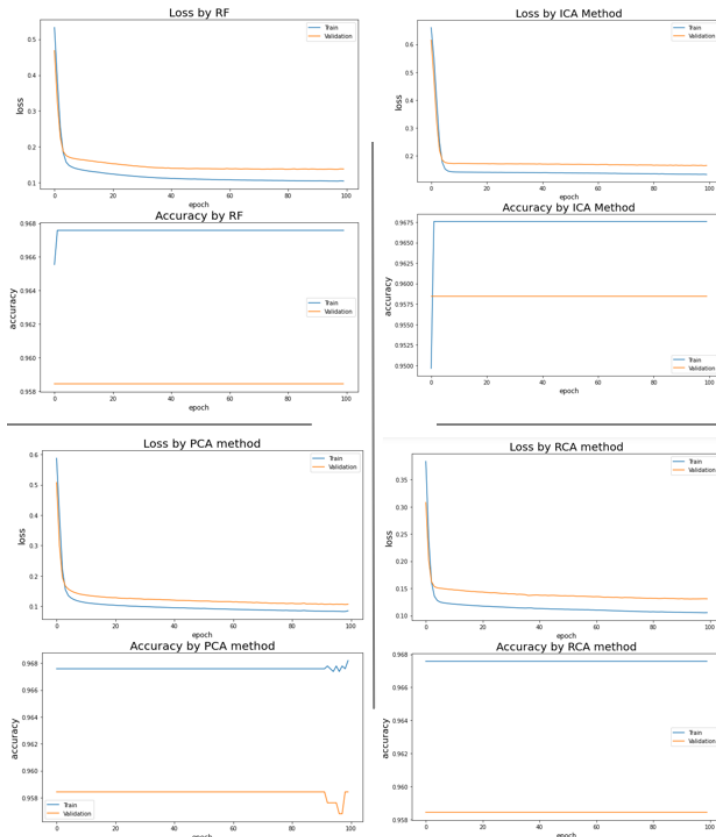 Loss by RF
Train
Validation
0.5
0.4
0.3
0.2
0.1
loss
0 20 40 60 80 100
epoch
Accuracy by RF
0.968
0.966
0.964
0.962
0.960
0.958
accuracy
Train
Validation
0 20 40 60 80 100
epoch
Loss by ICA Method
Train
Validation
0.6
0.5
0.4
0.3
0.2
loss
0 20 40 60 80 100
epoch
Accuracy by ICA Method
0.9675
0.9650
0.9625
0.9600
0.9575
0.9550
0.9525
0.9500
accuracy
Train
Validation
0 20 40 60 80 100
epoch
Loss by PCA method
Train
Validation
0.6
0.5
0.4
0.3
0.2
0.1
loss
0 20 40 60 80 100
epoch
Accuracy by PCA method
0.968
0.966
0.964
0.962
0.960
0.958
accuracy
Train
Validation
0 20 40 60 80 100
epoch
Loss by RCA method
Train
Validation
0.35
0.30
0.25
0.20
0.15
0.10
loss
0 20 40 60 80 100
epoch
Accuracy by RCA method
0.968
0.966
0.964
0.962
0.960
0.958
accuracy
Train
Validation
0 20 40 60 80 100
epoch